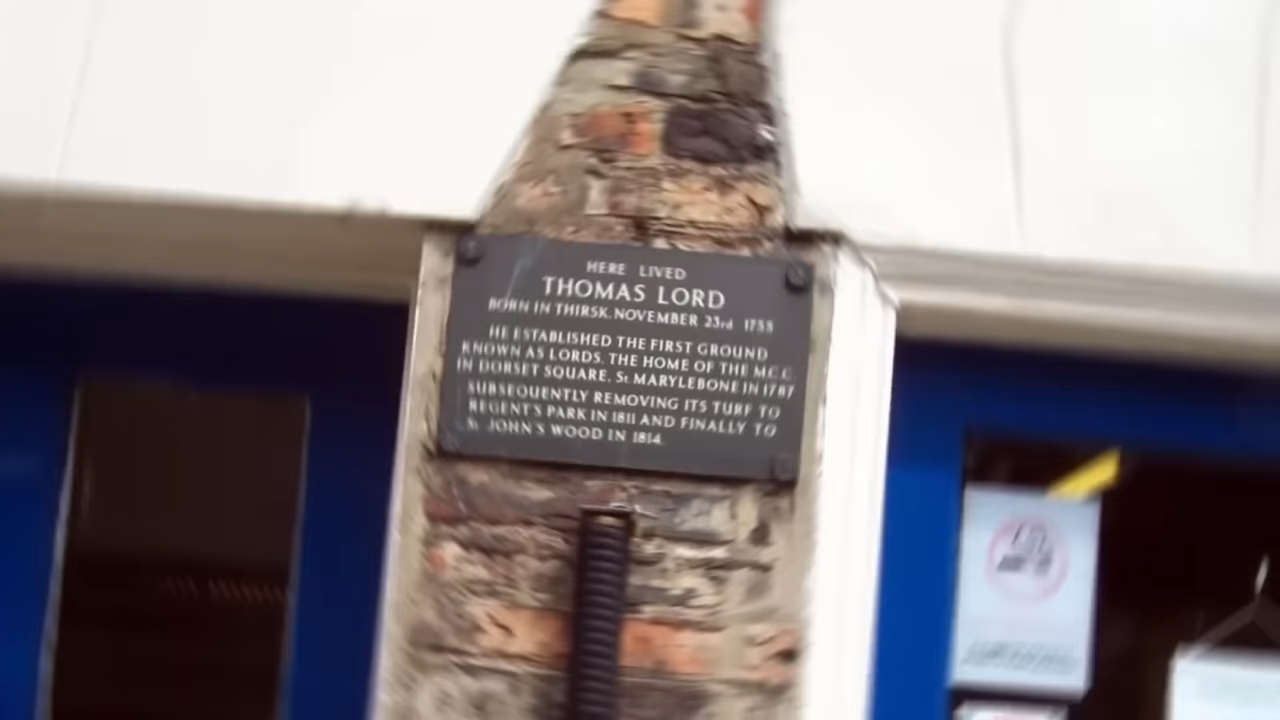 HERE LIVED
THOMAS LORD
BORN IN THIRSK. NOVEMBER 23rd 1755
HE ESTABLISHED THE FIRST GROUND
KNOWN AS LORDS, THE HOME OF THE M.C.C.
IN DORSET SQUARE, St. MARYLEBONE IN 1787
SUBSEQUENTLY REMOVING ITS TURF TO
REGENT'S PARK IN 1811 AND FINALLY TO
St. JOHN'S WOOD IN 1814.